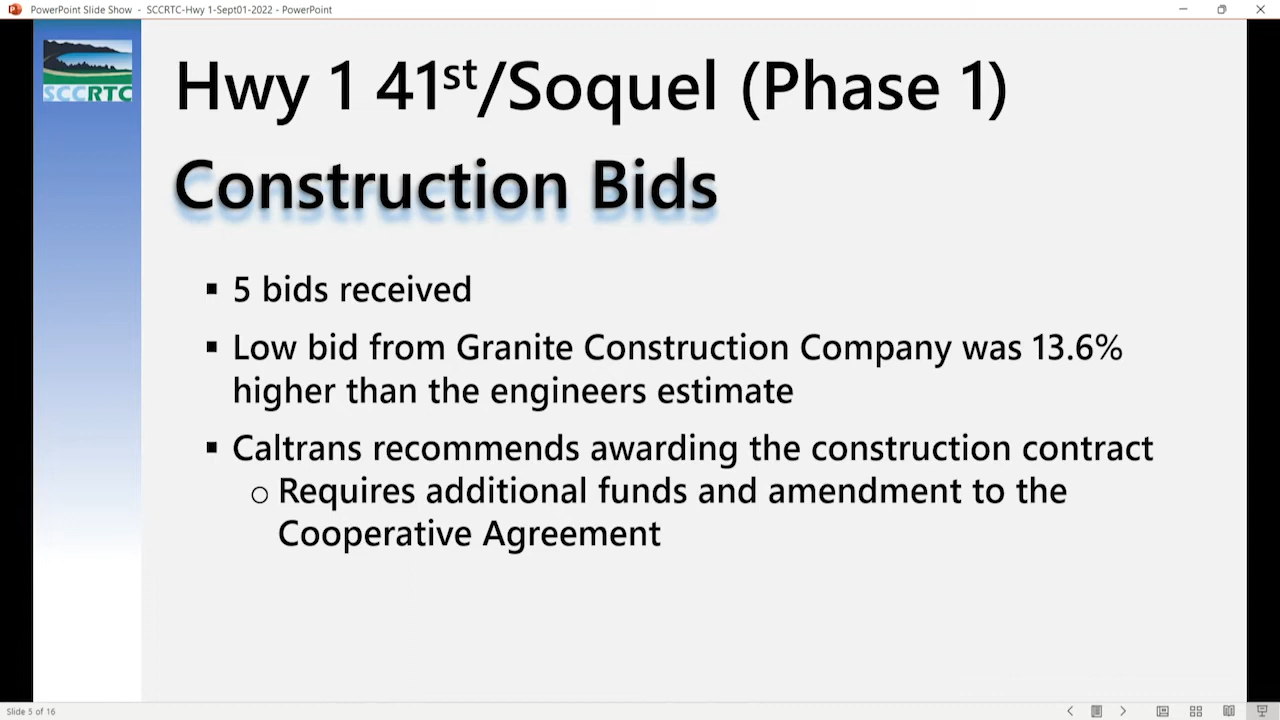 PowerPoint Slide Show - SCCRTC-Hwy 1-Sept01-2022 - PowerPoint
SCCRTC
Hwy 1 41st/Soquel (Phase 1)
Construction Bids
▪ 5 bids received
▪ Low bid from Granite Construction Company was 13.6%
higher than the engineers estimate
▪ Caltrans recommends awarding the construction contract
o Requires additional funds and amendment to the
Cooperative Agreement
Slide 5 of 16